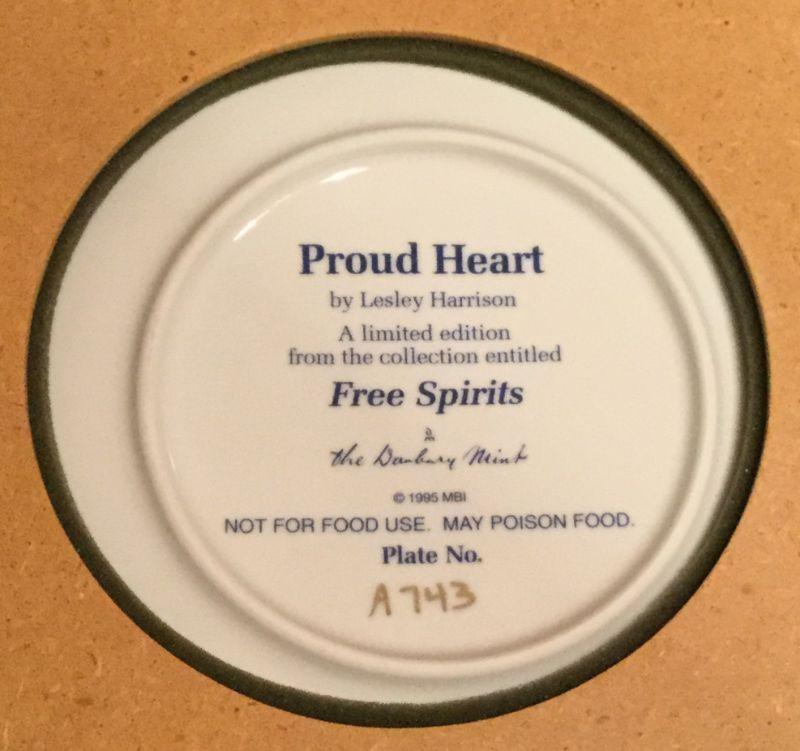 Proud Heart
by Lesley Harrison
A limited edition
from the collection entitled
Free Spirits
the Danbury Mint
© 1995 MBI
NOT FOR FOOD USE. MAY POISON FOOD.
Plate No.
A743